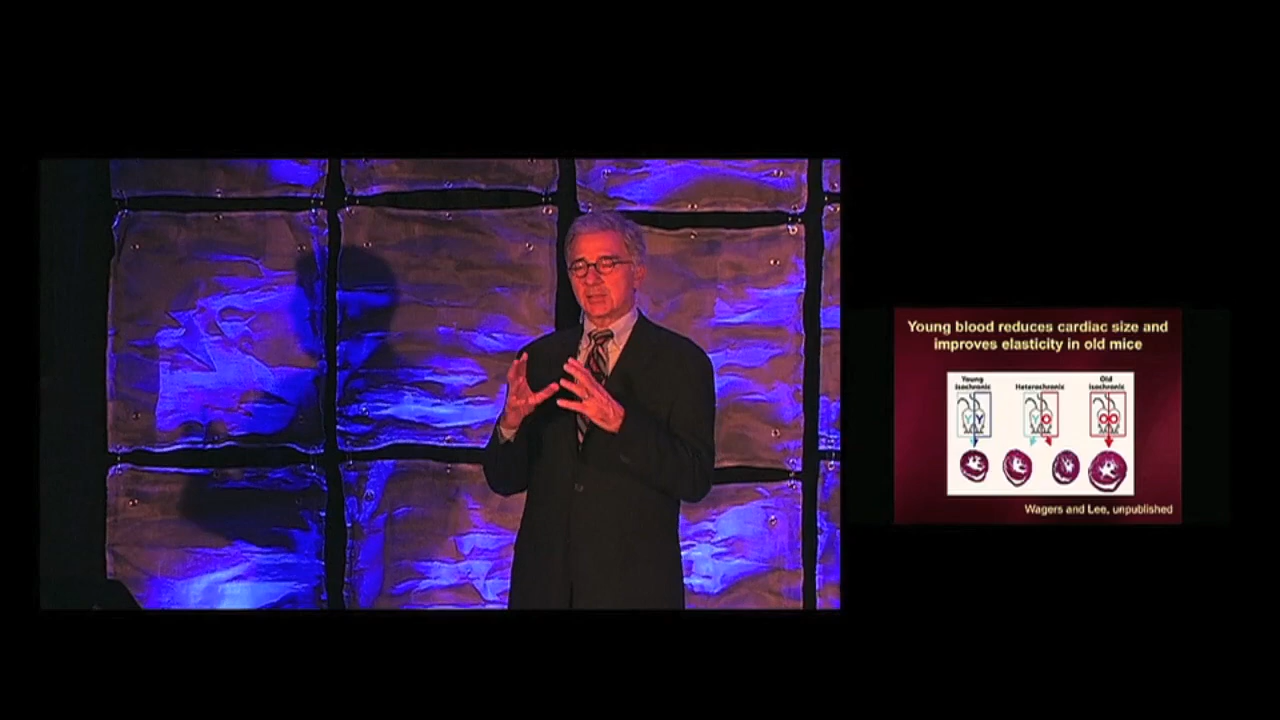 Young blood reduces cardiac size and
improves elasticity in old mice
Young
Isochronic
Heterochronic
Old
Isochronic
Wagers and Lee, unpublished